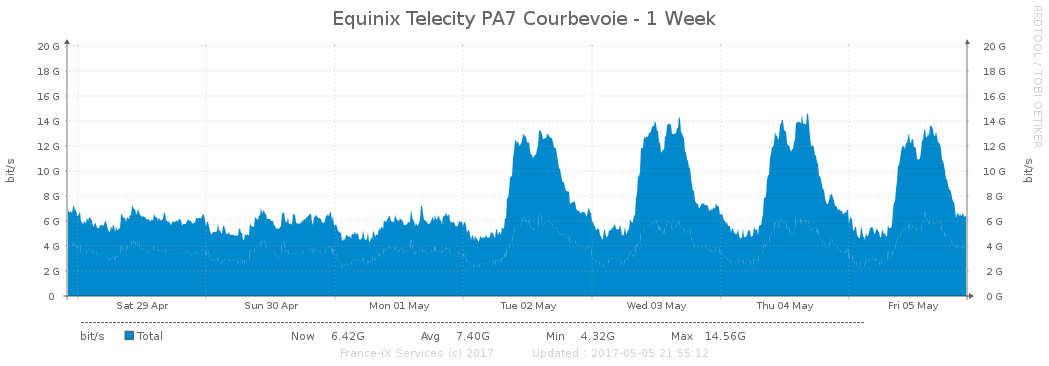 Equinix Telecity PA7 Courbevoie - 1 Week
RRDTOOL / TOBI OETIKER
bit/s
20 G 20 G
18 G 18 G
16 G 16 G
14 G 14 G
12 G 12 G
10 G 10 G
8 G 8 G
6 G 6 G
4 G 4 G
2 G 2 G
0 0 G
bit/s
Sat 29 Apr Sun 30 Apr Mon 01 May Tue 02 May Wed 03 May Thu 04 May Fri 05 May
bit/s Total Now 6.42G Avg 7.40G Min 4.32G Max 14.56G
France-IX Services (c) 2017 Updated : 2017-05-05 21:55:12